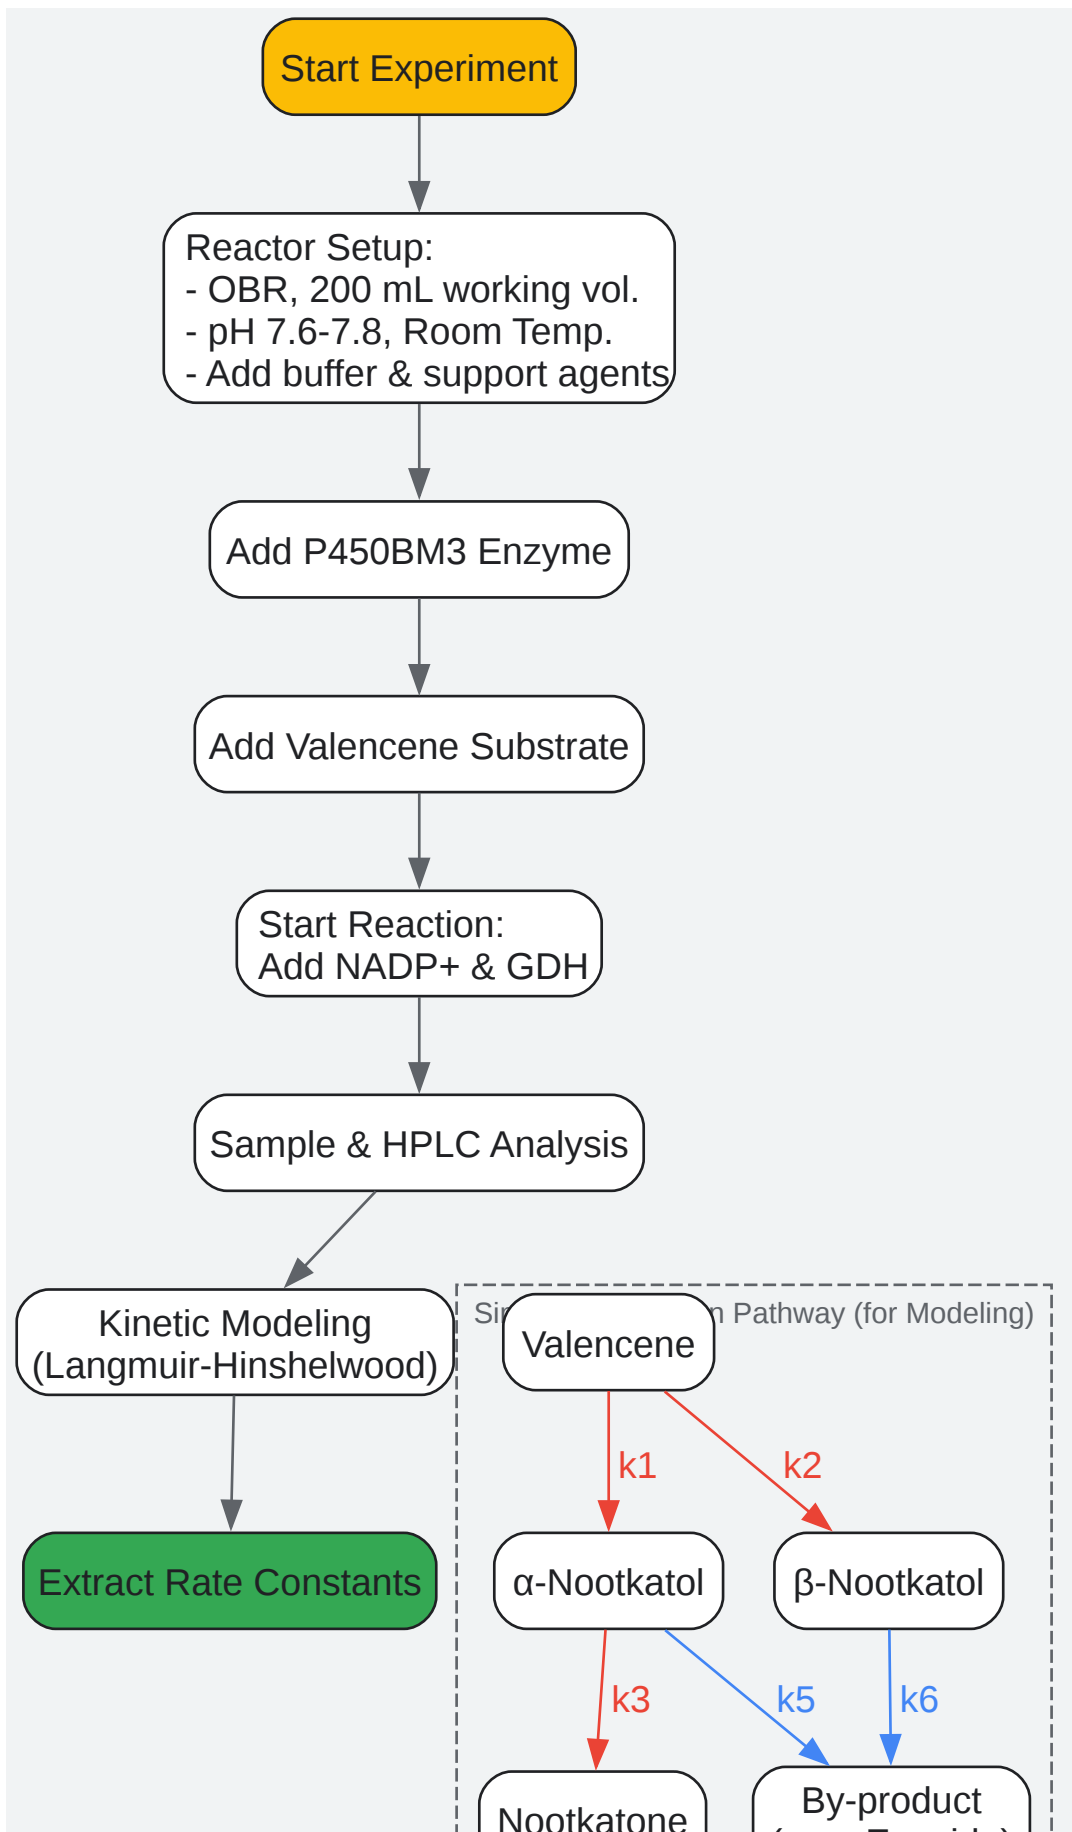 Start Experiment
Reactor Setup:
- OBR, 200 mL working vol.
- pH 7.6-7.8, Room Temp.
- Add buffer & support agents
Add P450BM3 Enzyme
Add Valencene Substrate
Start Reaction:
Add NADP+ & GDH
Sample & HPLC Analysis
Kinetic Modeling
(Langmuir-Hinshelwood)
Extract Rate Constants
Pathway (for Modeling)
Valencene
k1
k2
α-Nootkatol
β-Nootkatol
k3
k5
k6
Nootkatone
By-product